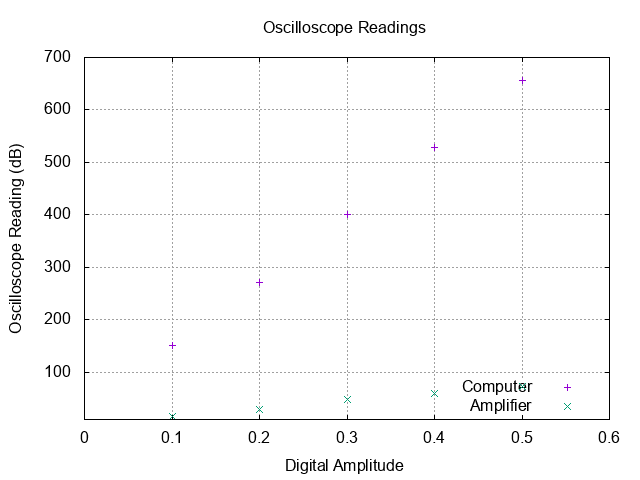 Oscilloscope Readings
700
600
500
400
300
200
100
Oscilloscope Reading (dB)
Computer
Amplifier
0 0.1 0.2 0.3 0.4 0.5 0.6
Digital Amplitude